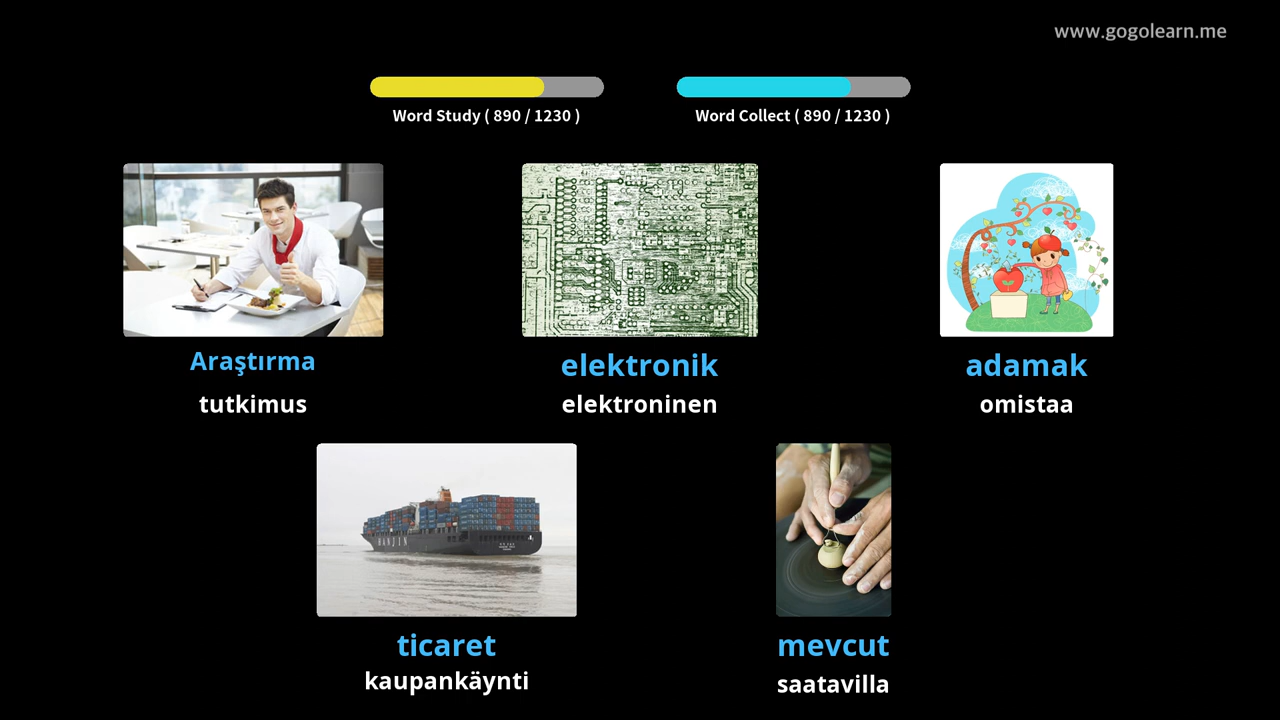 www.gogolearn.me
Word Study ( 890 / 1230 )
Word Collect ( 890 / 1230 )
Araştırma
tutkimus
elektronik
elektroninen
adamak
omistaa
HANJIN
ticaret
kaupankäynti
mevcut
saatavilla